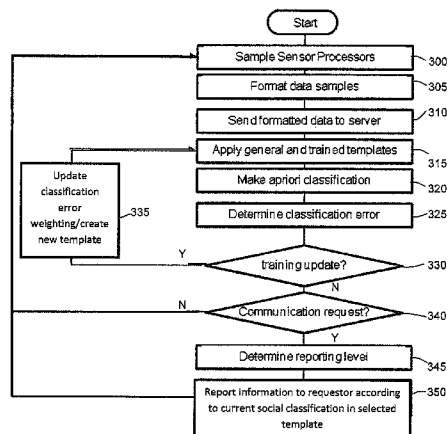 Start
Sample Sensor Processors
300
Format data samples
305
Send formatted data to server
310
Apply general and trained templates
315
Make apriori classification
320
Determine classification error
325
Update
classification
error
weighting/create
new template
335
Y
training update?
330
N
N
Communication request?
340
Y
Determine reporting level
345
Report information to requestor according
to current social classification in selected
template
350